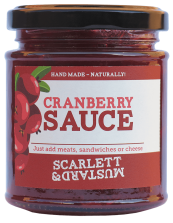 HAND MADE - NATURALLY!
CRANBERRY
SAUCE
Just add meats, sandwiches or cheese
SCARLETT
& MUSTARD